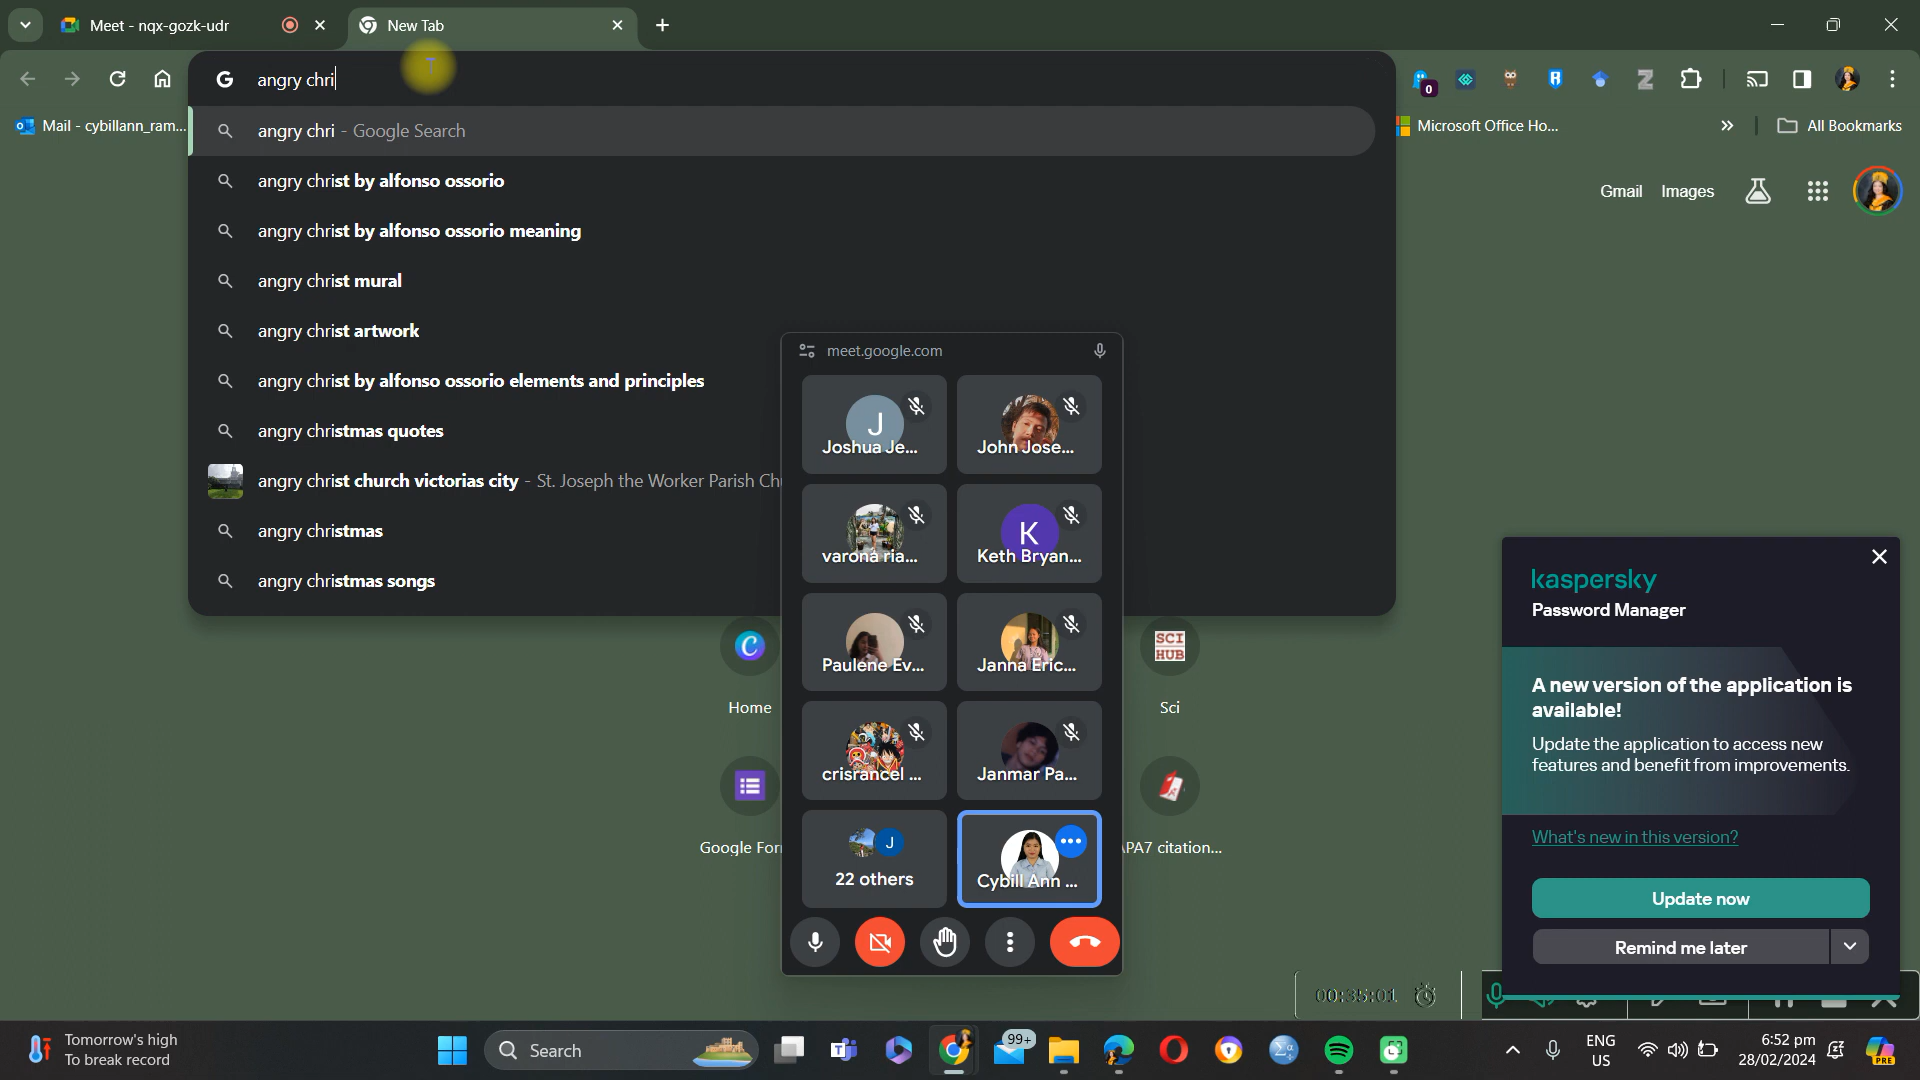 Meet - nqx-gozk-udr
New Tab
angry chri
0
Mail - cybillann_ram...
Microsoft Office Ho...
All Bookmarks
angry chri - Google Search
angry christ by alfonso ossorio
angry christ by alfonso ossorio meaning
angry christ mural
angry christ artwork
angry christ by alfonso ossorio elements and principles
angry christmas quotes
angry christ church victorias city - St. Joseph the Worker Parish Ch
angry christmas
angry christmas songs
Gmail
Images
meet.google.com
J
Joshua Je...
John Jose...
varona ria...
K
Keth Bryan...
Paulene Ev...
Janna Eric...
crisrancel ...
Janmar Pa...
J
22 others
Cybill Ann ...
Home
SCI
HUB
Sci
Google For
APA7 citation...
kaspersky
Password Manager
A new version of the application is
available!
Update the application to access new
features and benefit from improvements.
What's new in this version?
Update now
Remind me later
00:35:01
Tomorrow's high
To break record
Search
99+
ENG
US
6:52 pm
28/02/2024
PRE